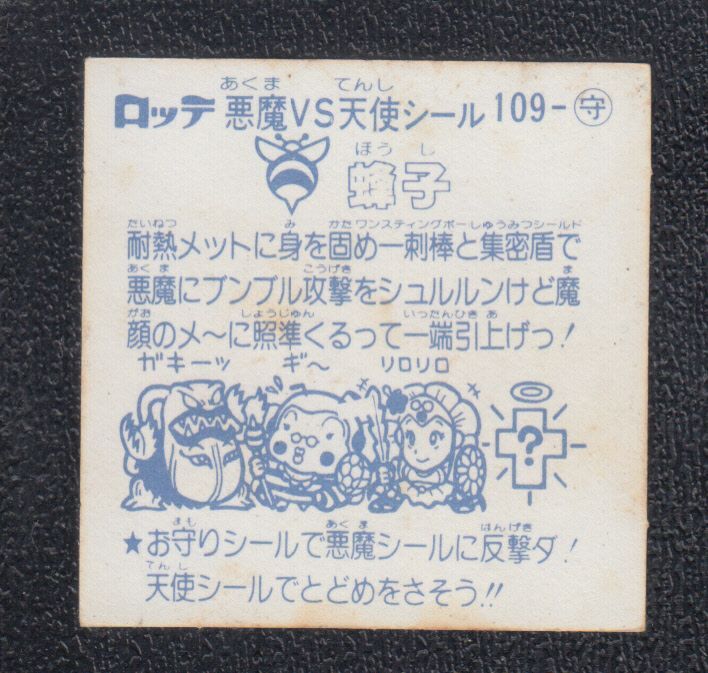 あくま てんし
ロッテ 悪魔VS天使シール 109-守
ほうし
蜂子
たいねつ み かた ワンスティングボー しゅうみつシールド
耐熱メットに身を固め一刺棒と集密盾で
あくま こうげき ま
悪魔にブンブル攻撃をシュルルンけど魔
がお しょうじゅん いったんひきあ
顔のメ〜に照準くるって一端引上げっ!
ガキーッ ギ〜 リロリロ
?
まも あくま はんげき
★お守りシールで悪魔シールに反撃ダ!
てんし
天使シールでとどめをさそう!!